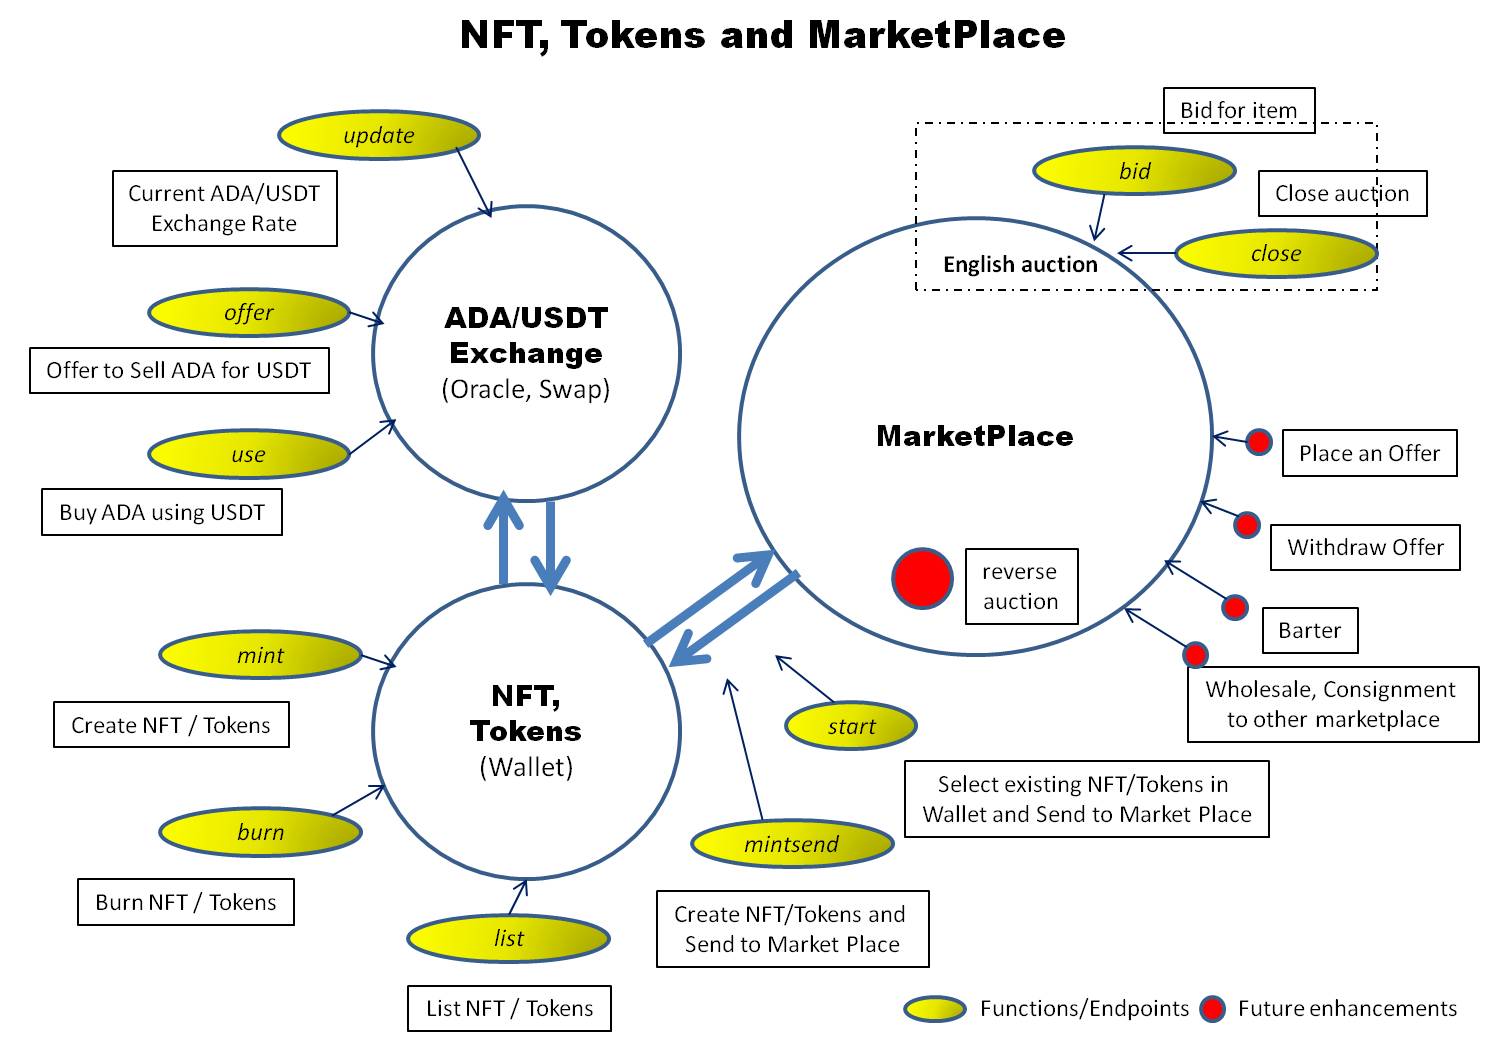 NFT, Tokens and MarketPlace
update
Current ADA/USDT
Exchange Rate
offer
Offer to Sell ADA for USDT
use
Buy ADA using USDT
ADA/USDT
Exchange
(Oracle, Swap)
Bid for item
bid
Close auction
close
English auction
MarketPlace
reverse
auction
Place an Offer
Withdraw Offer
Barter
Wholesale, Consignment
to other marketplace
mint
Create NFT / Tokens
burn
Burn NFT / Tokens
NFT,
Tokens
(Wallet)
list
List NFT / Tokens
start
Select existing NFT/Tokens in
Wallet and Send to Market Place
mintsend
Create NFT/Tokens and
Send to Market Place
Functions/Endpoints
Future enhancements